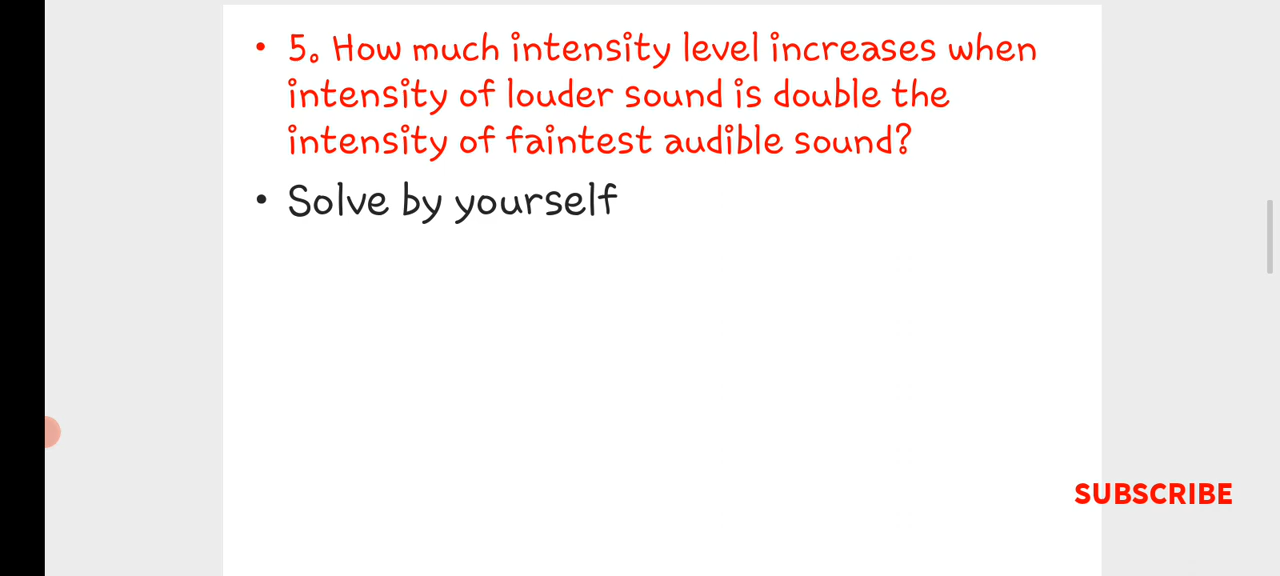 • 5. How much intensity level increases when
intensity of louder sound is double the
intensity of faintest audible sound?
• Solve by yourself
SUBSCRIBE